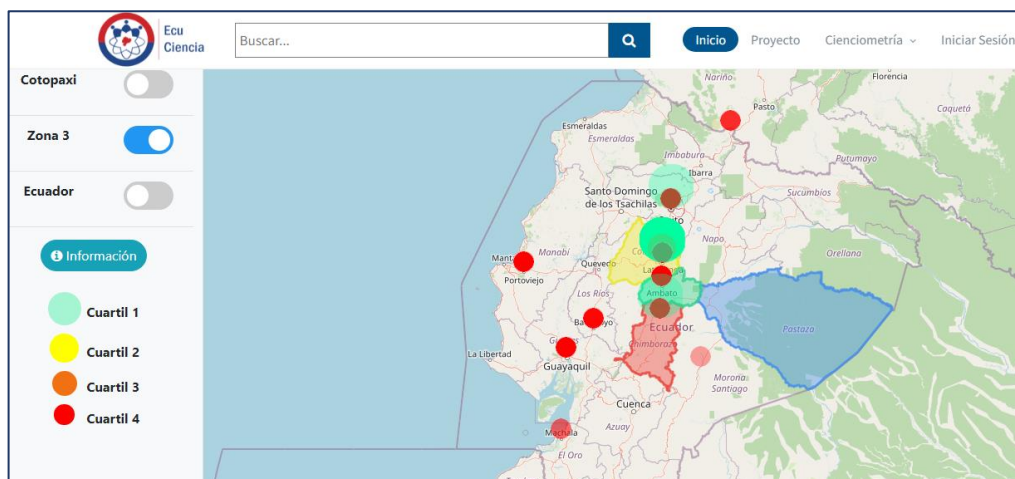 Ecu
Ciencia
Buscar...
Inicio
Proyecto
Cienciometría
Iniciar Sesión
Cotopaxi
Zona 3
Ecuador
Información
Cuartil 1
Cuartil 2
Cuartil 3
Cuartil 4
Nariño
Florencia
Pasto
Caquetá
Esmeraldas
Esmeraldas
Imbabura
Ibarra
Putumayo
Santo Domingo
de los Tsachilas
Sucumbíos
Manabí
Napo
Orellana
Quevedo
Portoviejo
Los Ríos
Ambato
Ecuador
Pastaza
Chimborazo
La Libertad
Guayaquil
Morona
Santiago
Cuenca
Azuay
Machala
El Oro